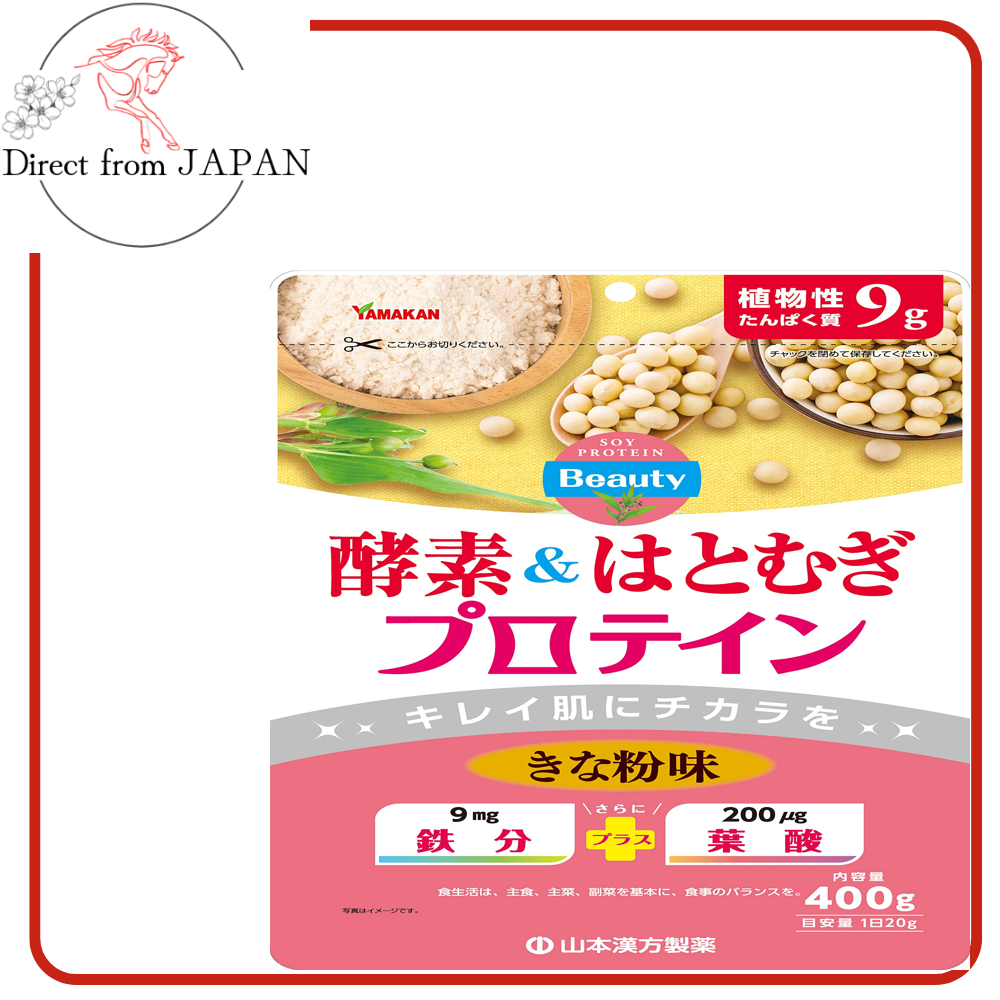 Direct from JAPAN
YAMAKAN
植物性
たんぱく質
9g
ここからお切りください。
チャックを閉めて保存してください。
SOY
PROTEIN
Beauty
酵素&はとむぎ
プロテイン
キレイ肌にチカラを
きな粉味
9mg
鉄分
さらに
プラス
200μg
葉酸
食生活は、主食、主菜、副菜を基本に、食事のバランスを。
内容量
400g
目安量 1日20g
写真はイメージです。
山本漢方製薬